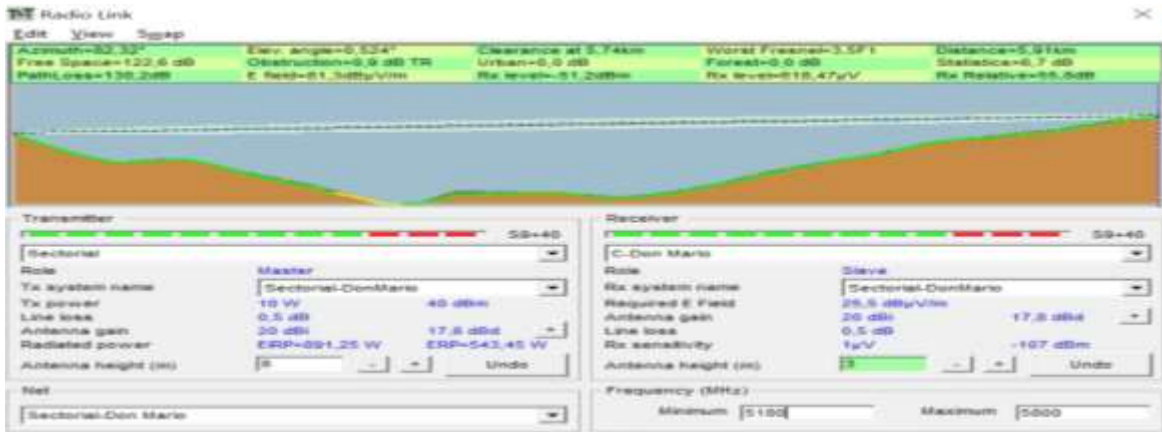 Radio Link
Edit View Swap
Azimuth=82,32° Elev. angle=0,524° Clearance at 5.74km Worst Fresnel=3.5F1 Distance=5,91km
Free Space=122,6 dB Obstruction=0,9 dB TR Urban=0,0 dB Forest=0,0 dB Statistics=6,7 dB
PathLoss=130,2dB E field=81,3dBµV/m Rx level=-51,2dBm Rx level=618,47µV Rx Relative=55,8dB
Transmitter Receiver
S9+40 S9+40
Sectorial C-Don Mario
Role Master Role Slave
Tx system name Sectorial-DonMario Rx system name Sectorial-DonMario
Tx power 10 W 40 dBm Required E Field 25,5 dBµV/m
Line loss 0,5 dB Antenna gain 20 dBi 17,8 dBd +
Antenna gain 20 dBi 17,8 dBd + Line loss 0,5 dB
Radiated power EIRP=891,25 W ERP=543,45 W Rx sensitivity 1µV -107 dBm
Antenna height (m) - + Undo Antenna height (m) 3 - + Undo
Net Frequency (MHz)
Sectorial-Don Mario Minimum 5180 Maximum 5800